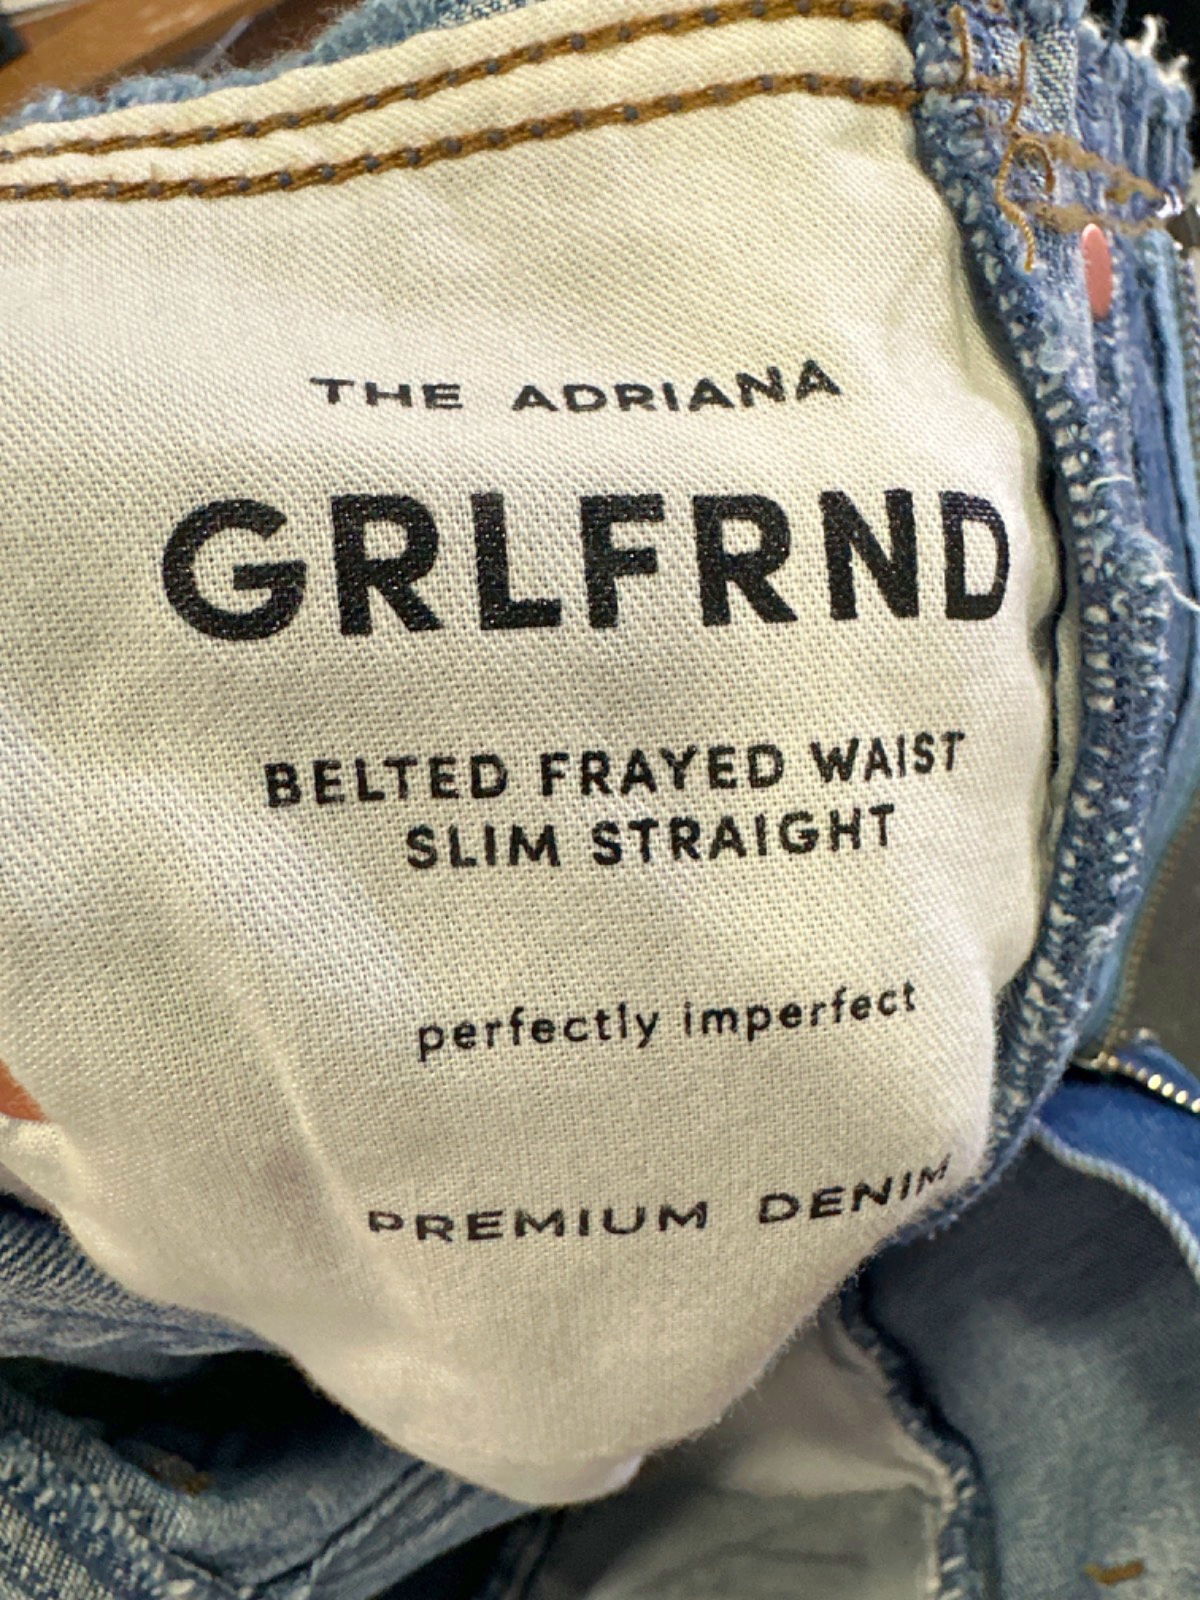 THE ADRIANA
GRLFRND
BELTED FRAYED WAIST
SLIM STRAIGHT
perfectly imperfect
PREMIUM DENIM